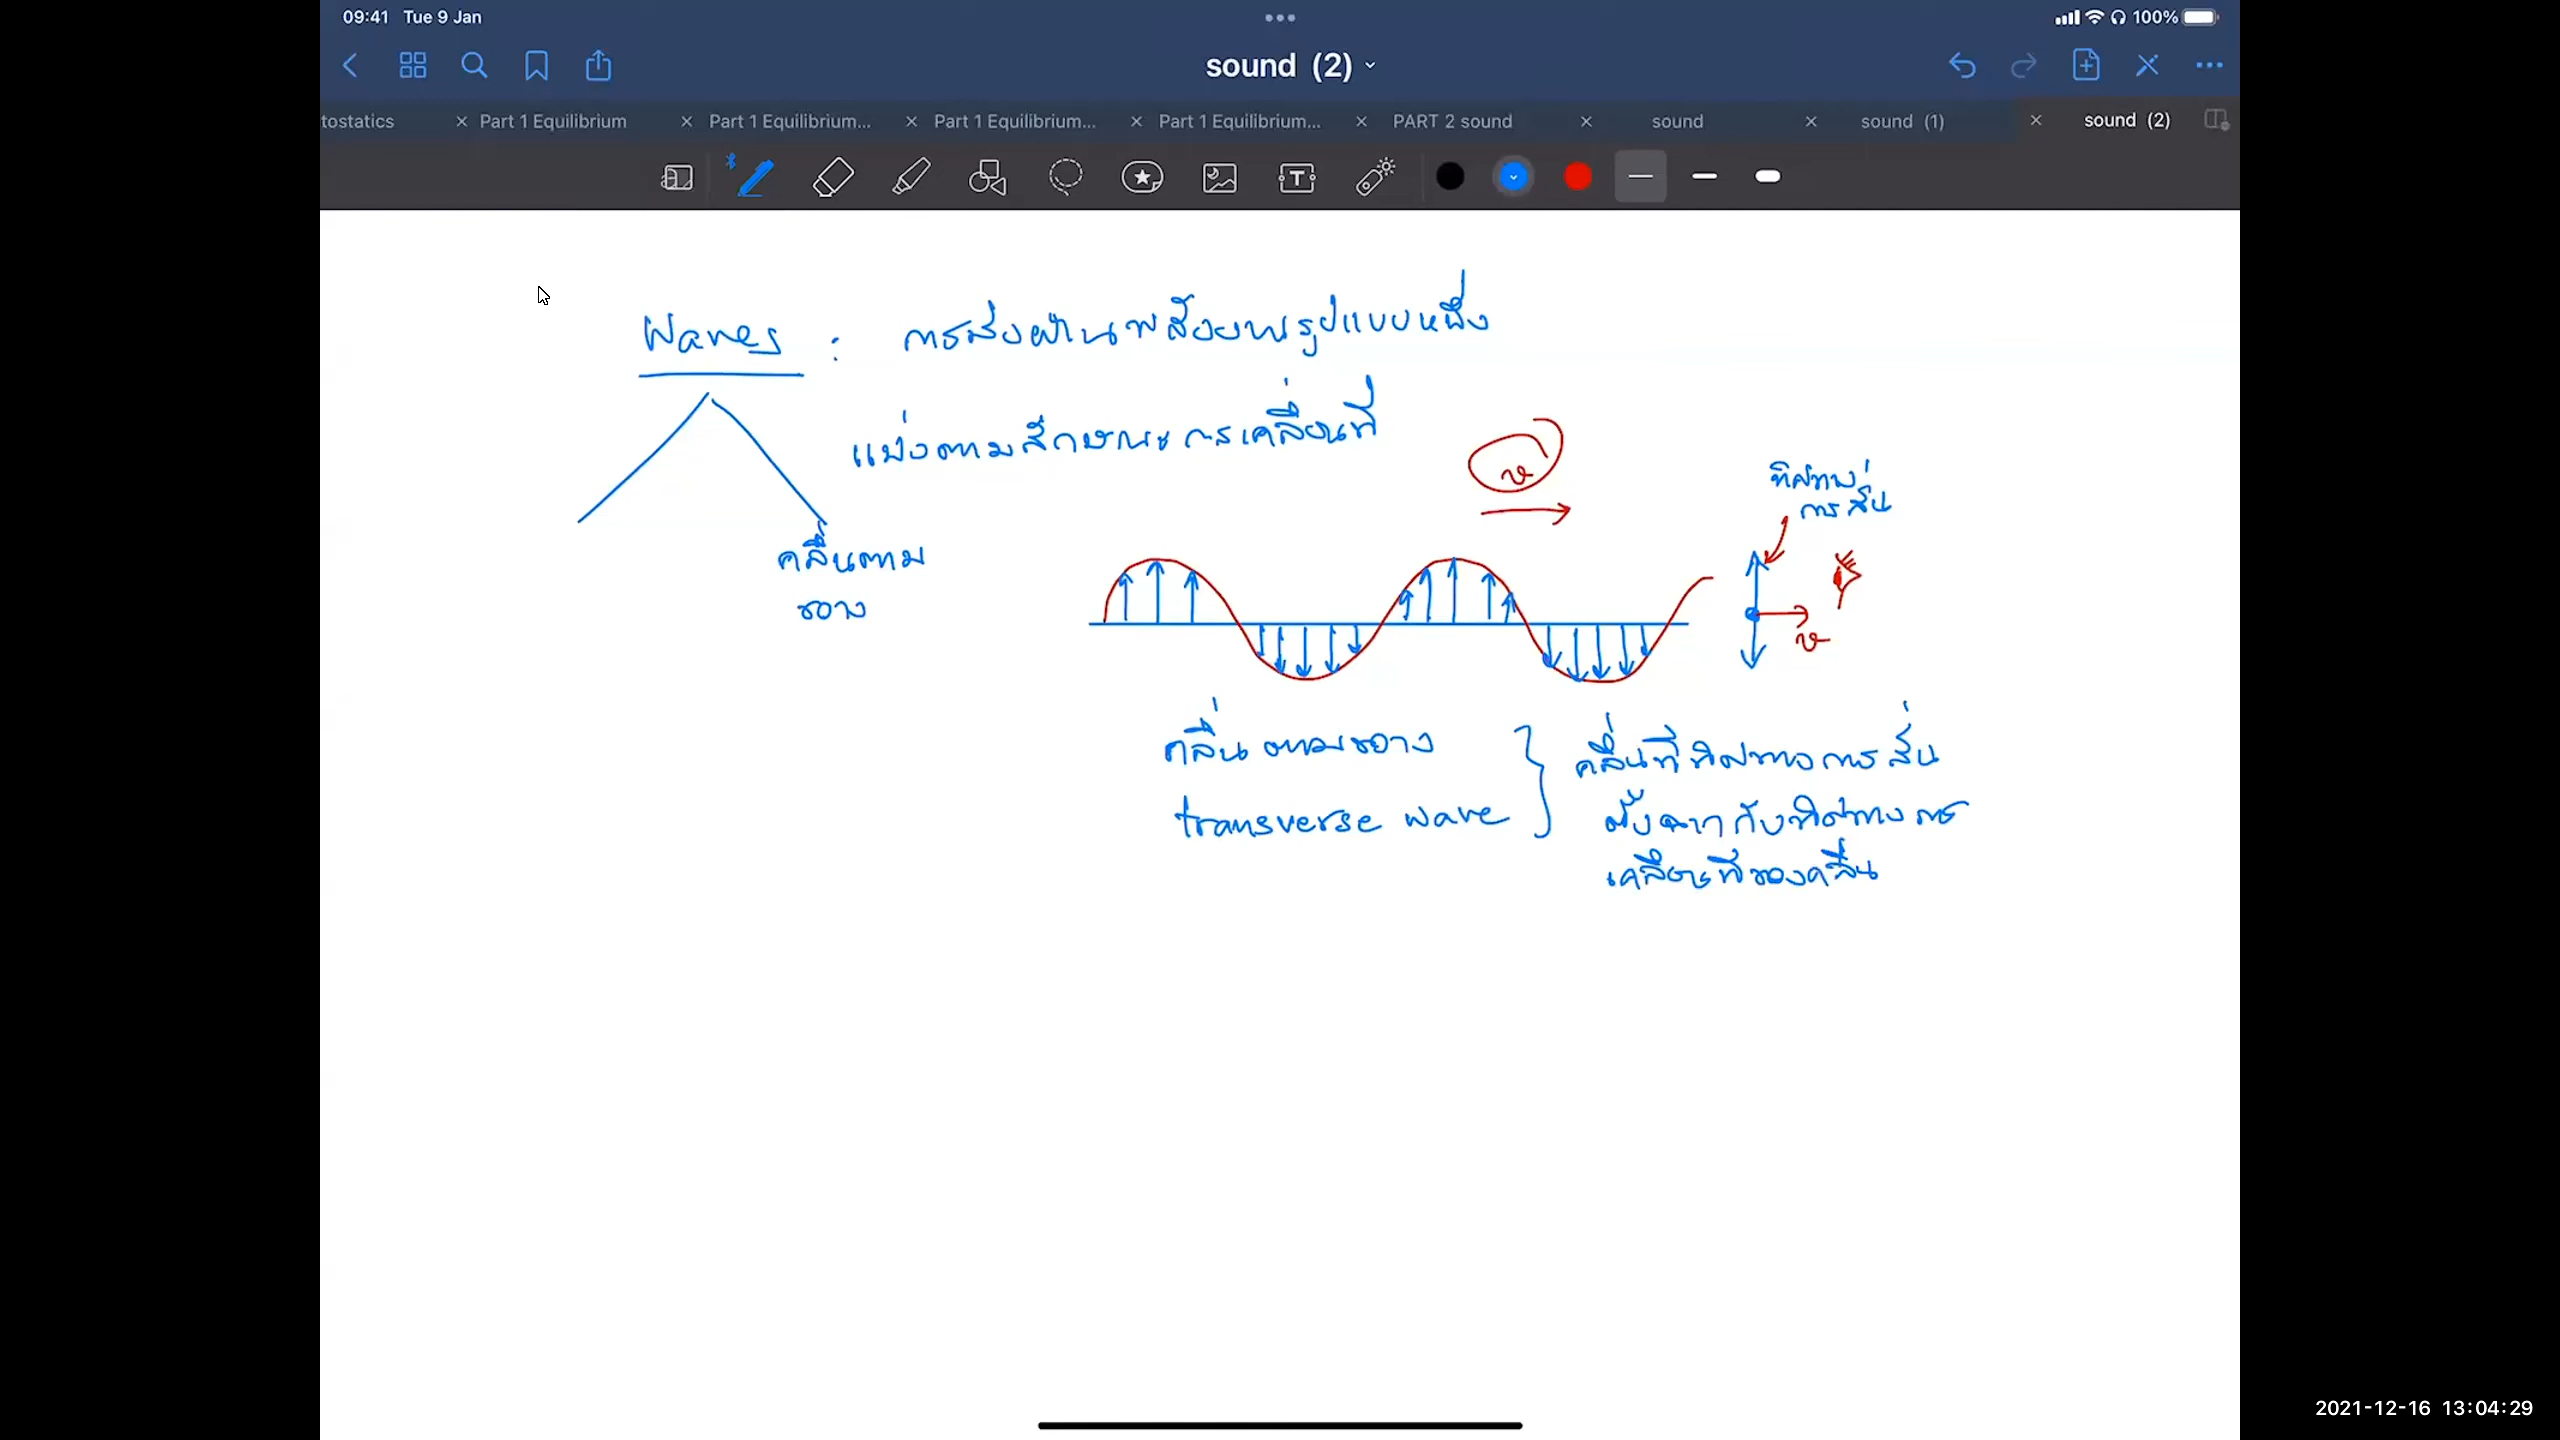 09:41 Tue 9 Jan
100%
sound (2)
tostatics
Part 1 Equilibrium
Part 1 Equilibrium...
Part 1 Equilibrium...
Part 1 Equilibrium...
PART 2 sound
sound
sound (1)
sound (2)
Waves : การส่งผ่านพลังงานรูปแบบหนึ่ง
แบ่งตามลักษณะการเคลื่อนที่
v
ทิศทาง
การสั่น
คลื่นตาม
ขวาง
v
คลื่นตามขวาง
transverse wave
คลื่นที่ทิศทางการสั่น
ตั้งฉากกับทิศทางการ
เคลื่อนที่ของคลื่น
2021-12-16 13:04:29